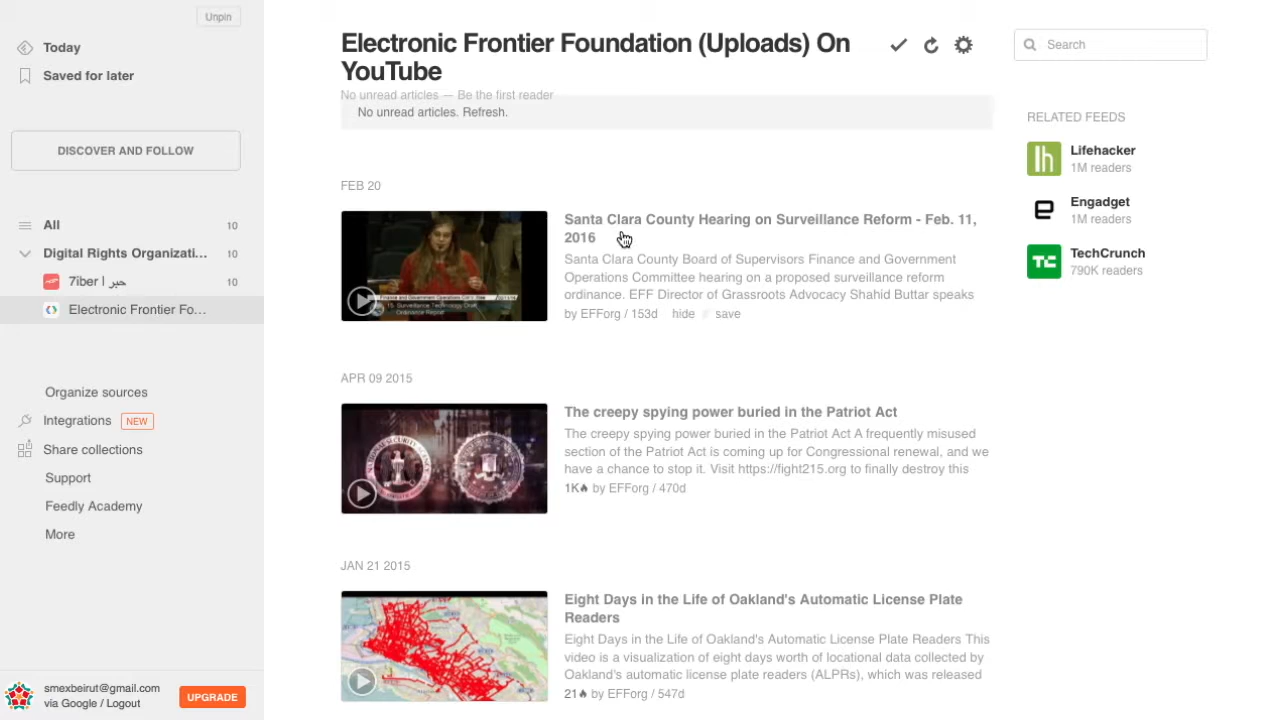 Unpin
Today
Saved for later
DISCOVER AND FOLLOW
All 10
Digital Rights Organizati... 10
7iber | حبر 10
Electronic Frontier Fo...
Organize sources
Integrations NEW
Share collections
Support
Feedly Academy
More
smexbeirut@gmail.com
via Google / Logout
UPGRADE
Electronic Frontier Foundation (Uploads) On
YouTube
No unread articles — Be the first reader
No unread articles. Refresh.
FEB 20
Santa Clara County Hearing on Surveillance Reform - Feb. 11,
2016
Santa Clara County Board of Supervisors Finance and Government
Operations Committee hearing on a proposed surveillance reform
ordinance. EFF Director of Grassroots Advocacy Shahid Buttar speaks
by EFForg / 153d hide save
Finance and Government Operations Committee
15. Surveillance Technology Draft
Ordinance Report
APR 09 2015
The creepy spying power buried in the Patriot Act
The creepy spying power buried in the Patriot Act A frequently misused
section of the Patriot Act is coming up for Congressional renewal, and we
have a chance to stop it. Visit https://fight215.org to finally destroy this
1K by EFForg / 470d
JAN 21 2015
Eight Days in the Life of Oakland's Automatic License Plate
Readers
Eight Days in the Life of Oakland's Automatic License Plate Readers This
video is a visualization of eight days worth of locational data collected by
Oakland's automatic license plate readers (ALPRs), which was released
21 by EFForg / 547d
Search
RELATED FEEDS
Lifehacker
1M readers
Engadget
1M readers
TechCrunch
790K readers